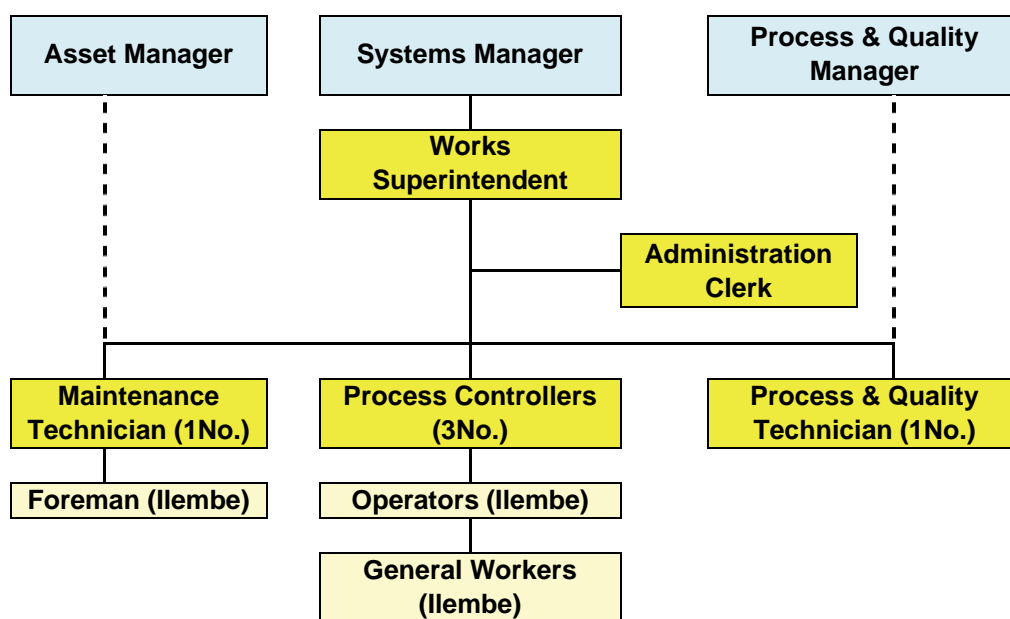 Asset Manager
Systems Manager
Process & Quality
Manager
Works
Superintendent
Administration
Clerk
Maintenance
Technician (1No.)
Process Controllers
(3No.)
Process & Quality
Technician (1No.)
Foreman (Ilembe)
Operators (Ilembe)
General Workers
(Ilembe)